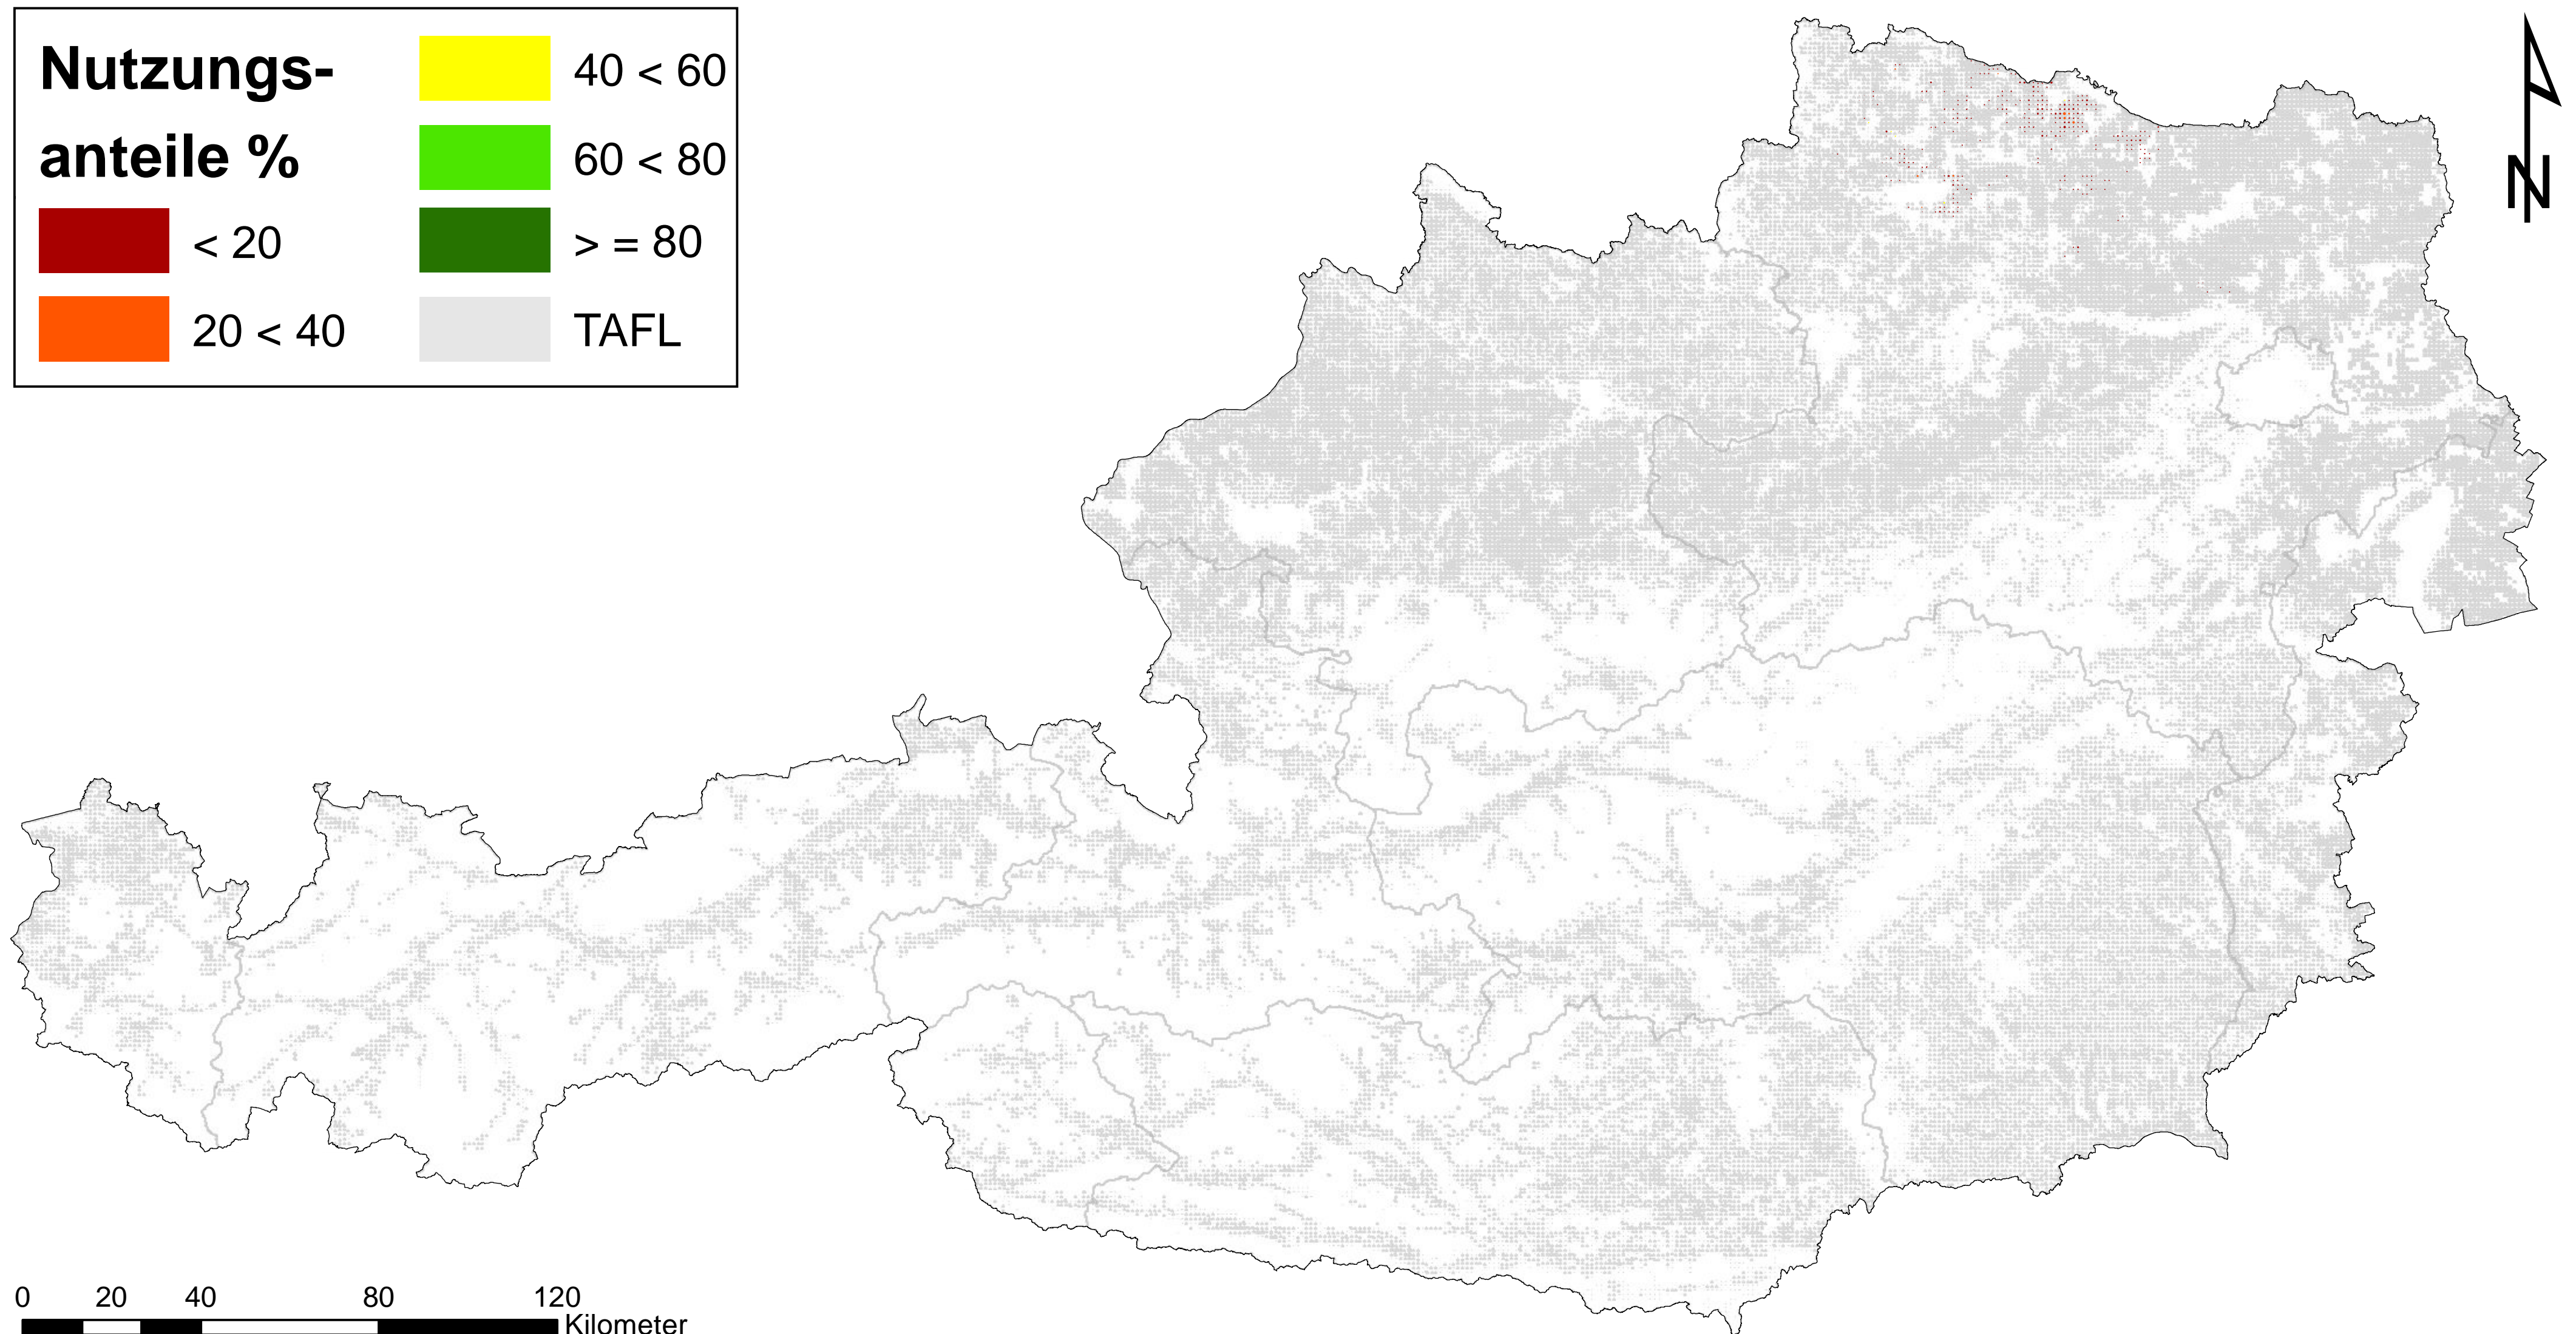 Nutzungs-
anteile %
< 20
20 < 40
40 < 60
60 < 80
> = 80
TAFL
N
0 20 40 80 120
Kilometer